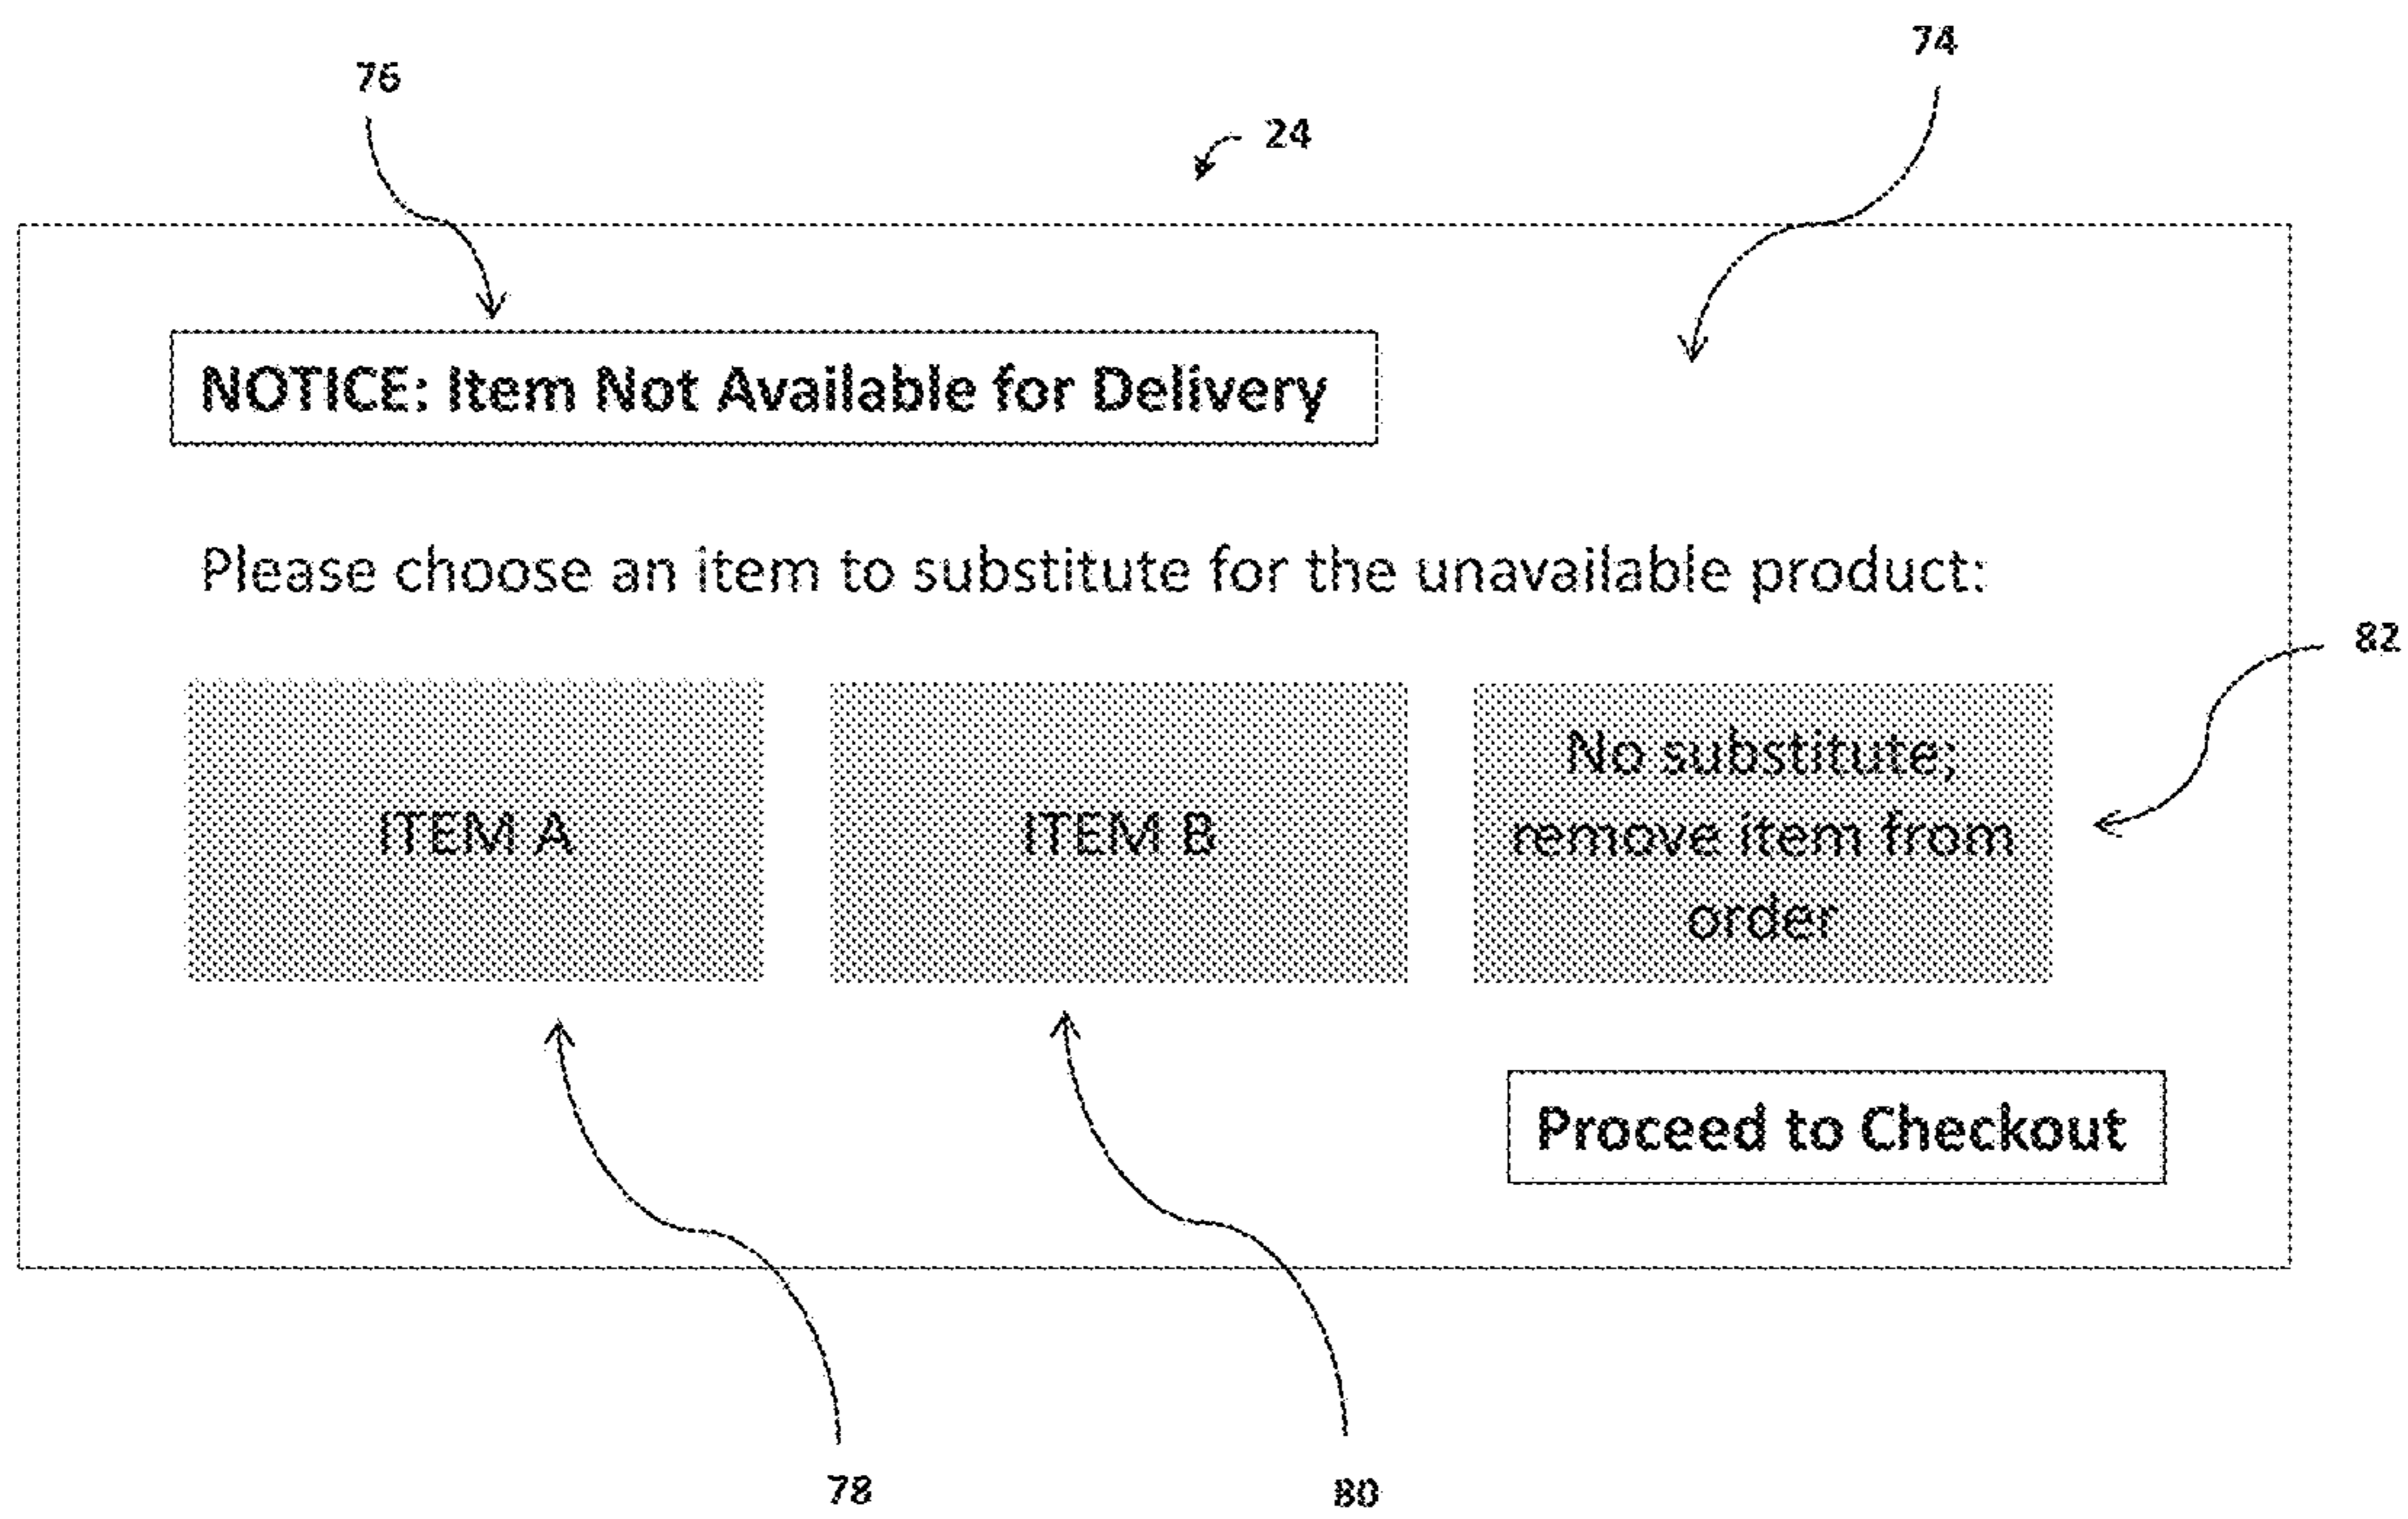 74
76
24
NOTICE: Item Not Available for Delivery
Please choose an item to substitute for the unavailable product:
82
ITEM A
ITEM B
No substitute;
remove item from
order
Proceed to Checkout
78
80